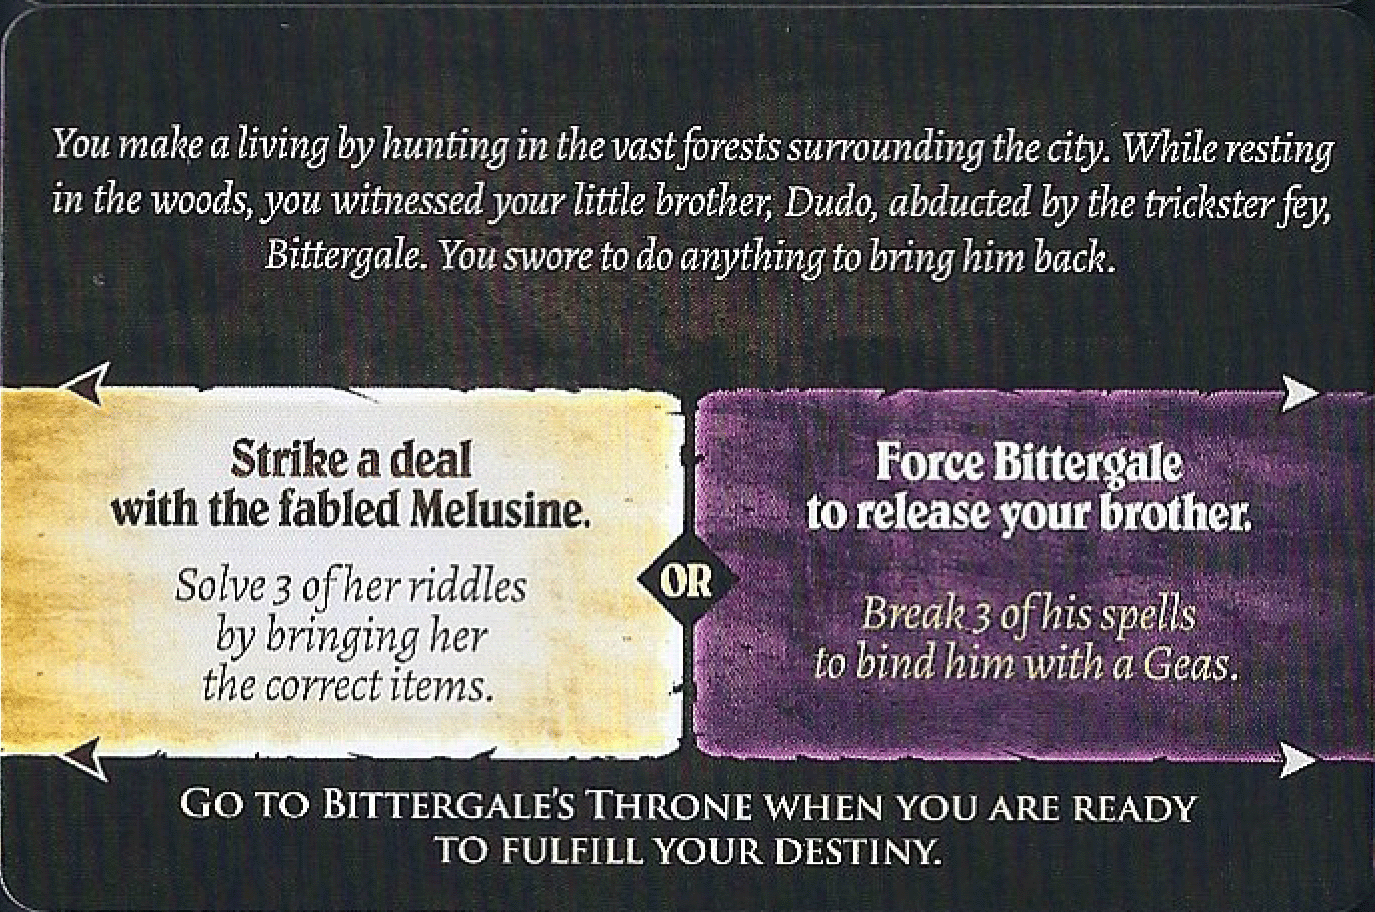 You make a living by hunting in the vast forests surrounding the city. While resting
in the woods, you witnessed your little brother, Dudo, abducted by the trickster fey,
Bittergale. You swore to do anything to bring him back.
Strike a deal
with the fabled Melusine.
Solve 3 of her riddles
by bringing her
the correct items.
OR
Force Bittergale
to release your brother.
Break 3 of his spells
to bind him with a Geas.
Go to Bittergale's Throne when you are ready
to fulfill your destiny.